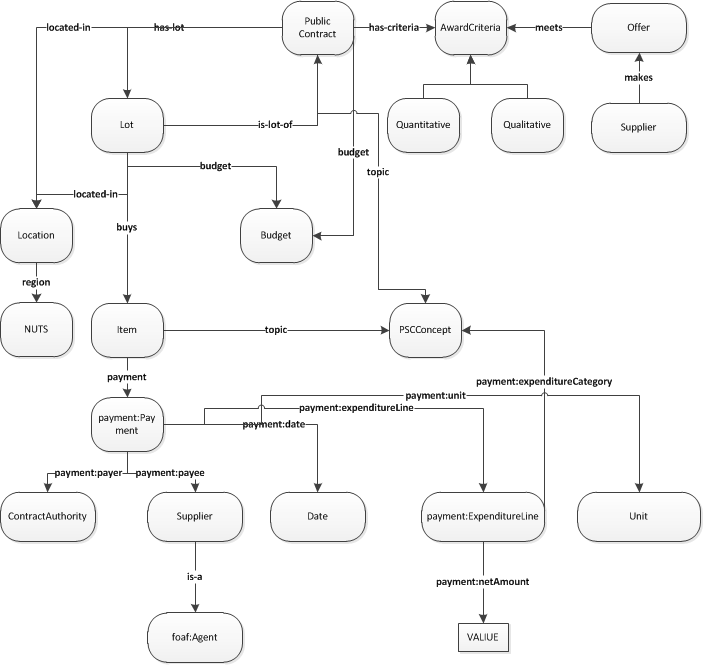 Public
Contract
located-in
has-lot
has-criteria
AwardCriteria
meets
Offer
makes
Lot
is-lot-of
Quantitative
Qualitative
Supplier
budget
budget
topic
located-in
buys
Location
Budget
region
NUTS
Item
topic
PSCConcept
payment
payment:expenditureCategory
payment:unit
payment:expenditureLine
payment:Pay
ment
payment:date
payment:payer
payment:payee
ContractAuthority
Supplier
Date
payment:ExpenditureLine
Unit
is-a
payment:netAmount
foaf:Agent
VALIUE